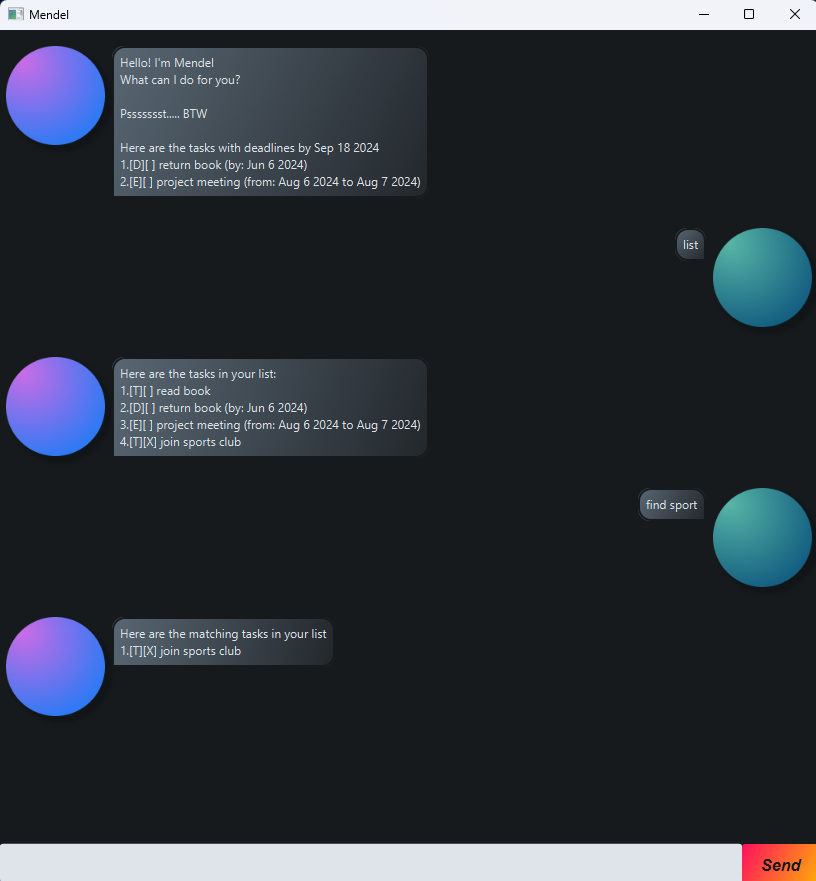 Mendel
Hello! I'm Mendel
What can I do for you?
Psssssst..... BTW
Here are the tasks with deadlines by Sep 18 2024
1.[D][ ] return book (by: Jun 6 2024)
2.[E][ ] project meeting (from: Aug 6 2024 to Aug 7 2024)
list
Here are the tasks in your list:
1.[T][ ] read book
2.[D][ ] return book (by: Jun 6 2024)
3.[E][ ] project meeting (from: Aug 6 2024 to Aug 7 2024)
4.[T][X] join sports club
find sport
Here are the matching tasks in your list
1.[T][X] join sports club
Send